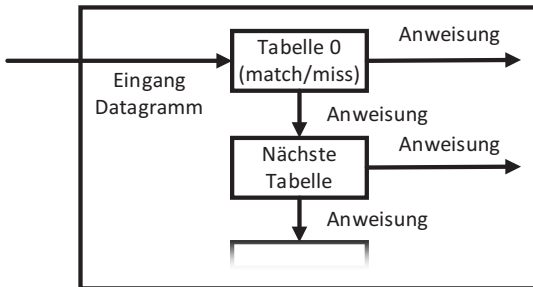 Tabelle 0
(match/miss)
Anweisung
Eingang
Datagramm
Anweisung
Anweisung
Nächste
Tabelle
Anweisung